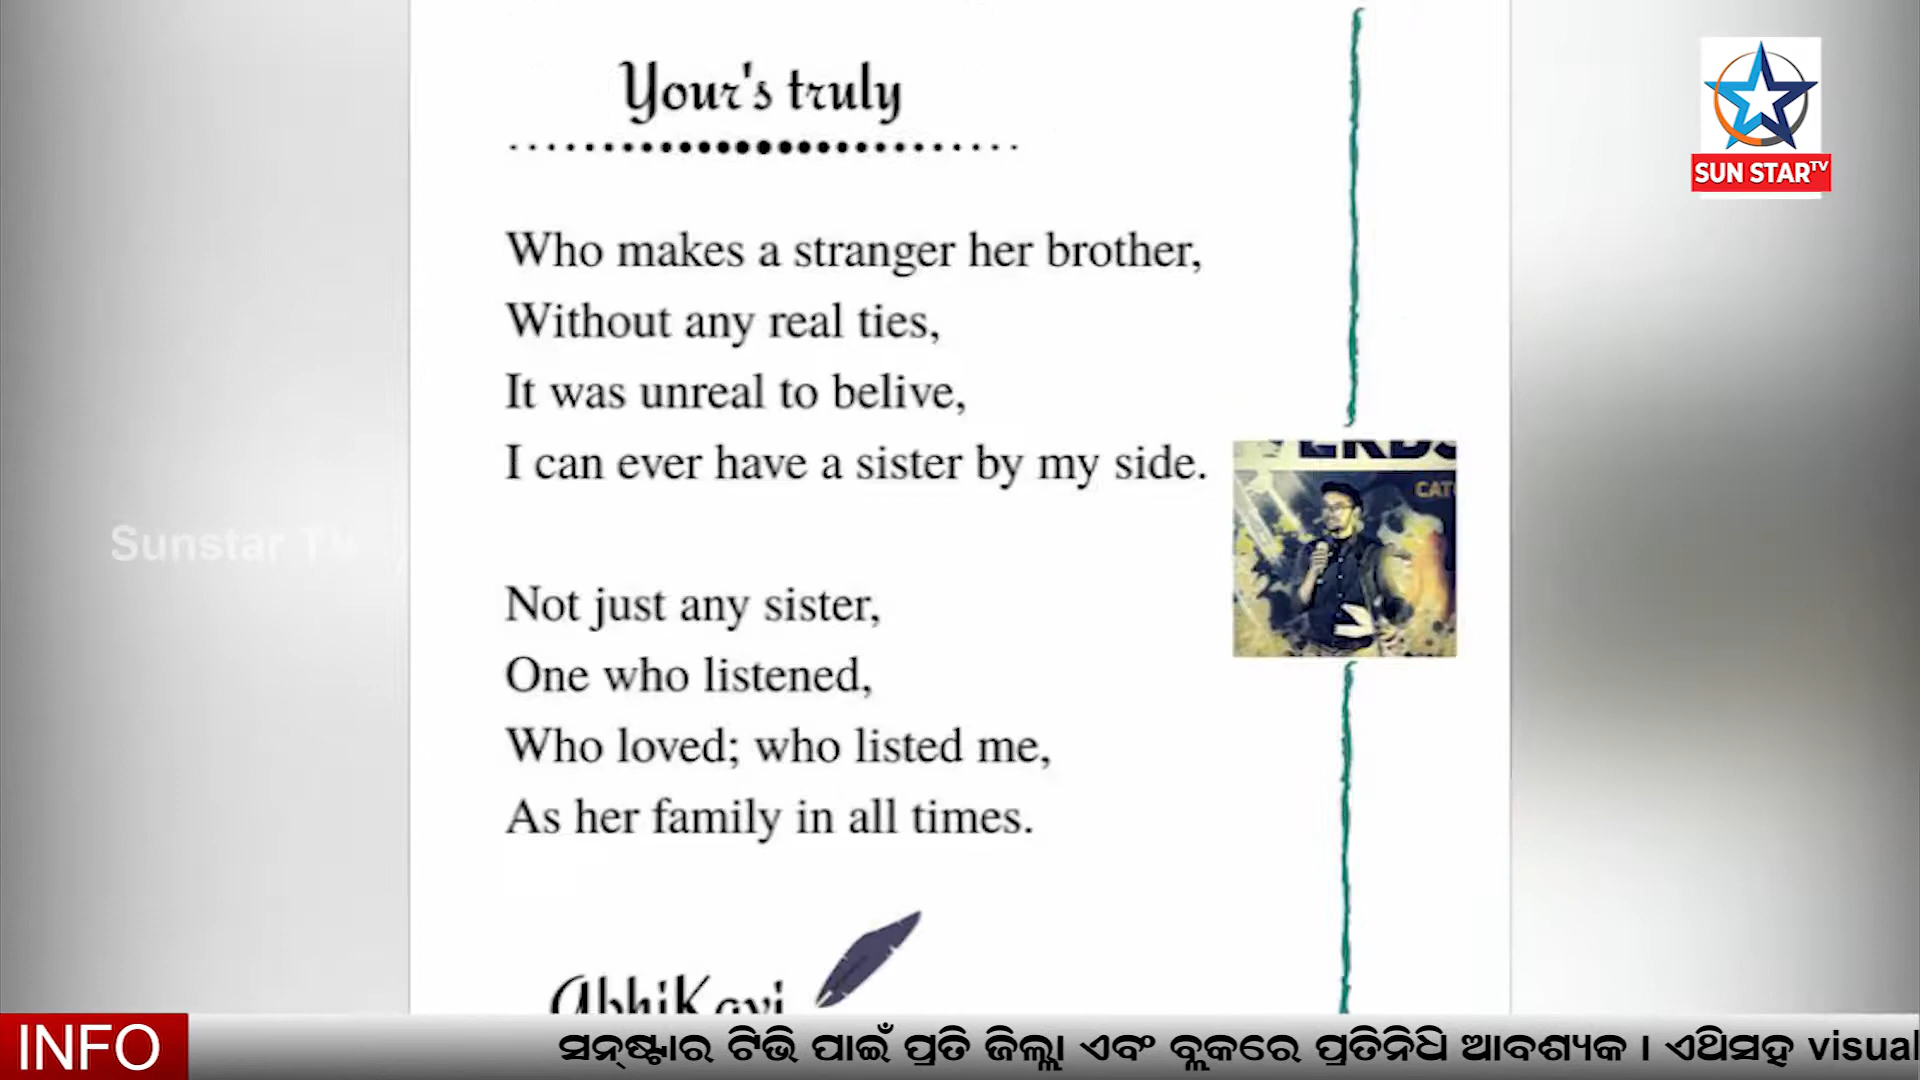 Your's truly
SUN STAR TV
Who makes a stranger her brother,
Without any real ties,
It was unreal to belive,
I can ever have a sister by my side.
CAT
Sunstar TV
Not just any sister,
One who listened,
Who loved; who listed me,
As her family in all times.
AbhiKavi
INFO
ସନ୍‌ଷ୍ଟାର ଟିଭି ପାଇଁ ପ୍ରତି ଜିଲ୍ଲା ଏବଂ ବ୍ଲକରେ ପ୍ରତିନିଧି ଆବଶ୍ୟକ । ଏଥିସହ visual